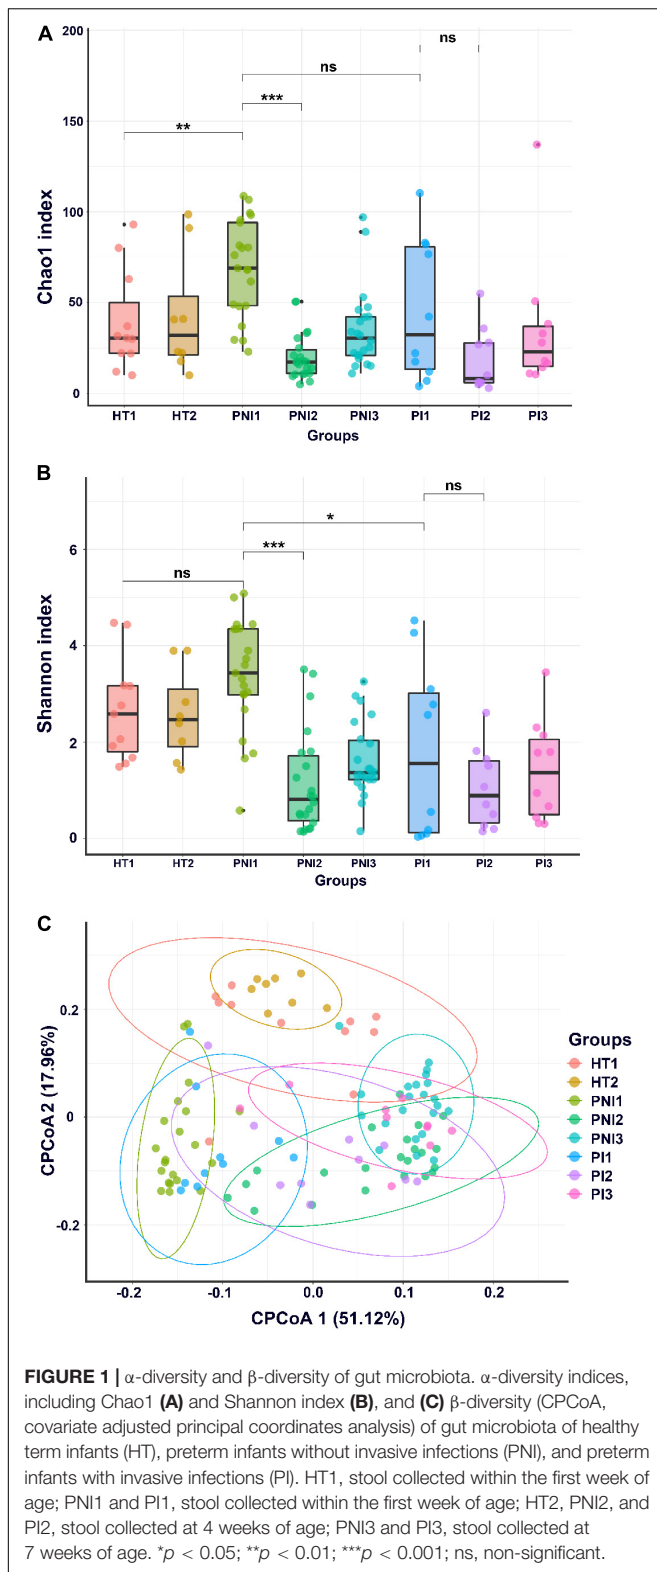 A
200
150
100
50
0
Chao1 index
ns
ns
***
**
HT1 HT2 PNI1 PNI2 PNI3 PI1 PI2 PI3
Groups
B
6
4
2
0
Shannon index
ns
*
***
ns
HT1 HT2 PNI1 PNI2 PNI3 PI1 PI2 PI3
Groups
C
0.2
0
-0.2
CPCoA 2 (17.96%)
-0.2 -0.1 0.0 0.1 0.2
CPCoA 1 (51.12%)
Groups
HT1
HT2
PNI1
PNI2
PNI3
PI1
PI2
PI3
FIGURE 1 | α-diversity and β-diversity of gut microbiota. α-diversity indices,
including Chao1 (A) and Shannon index (B), and (C) β-diversity (CPCoA,
covariate adjusted principal coordinates analysis) of gut microbiota of healthy
term infants (HT), preterm infants without invasive infections (PNI), and preterm
infants with invasive infections (PI). HT1, stool collected within the first week of
age; PNI1 and PI1, stool collected within the first week of age; HT2, PNI2, and
PI2, stool collected at 4 weeks of age; PNI3 and PI3, stool collected at
7 weeks of age. *p < 0.05; **p < 0.01; ***p < 0.001; ns, non-significant.